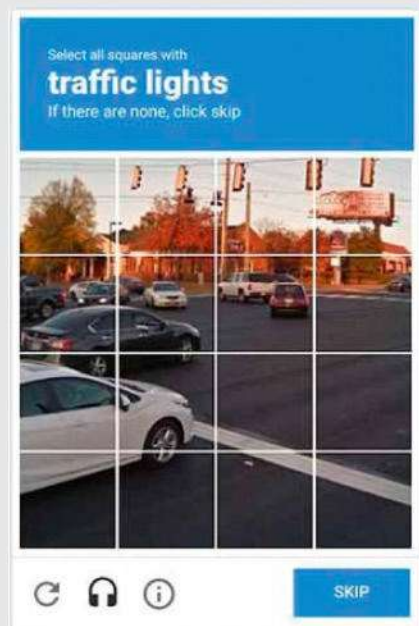 Select all squares with
traffic lights
If there are none, click skip
SKIP